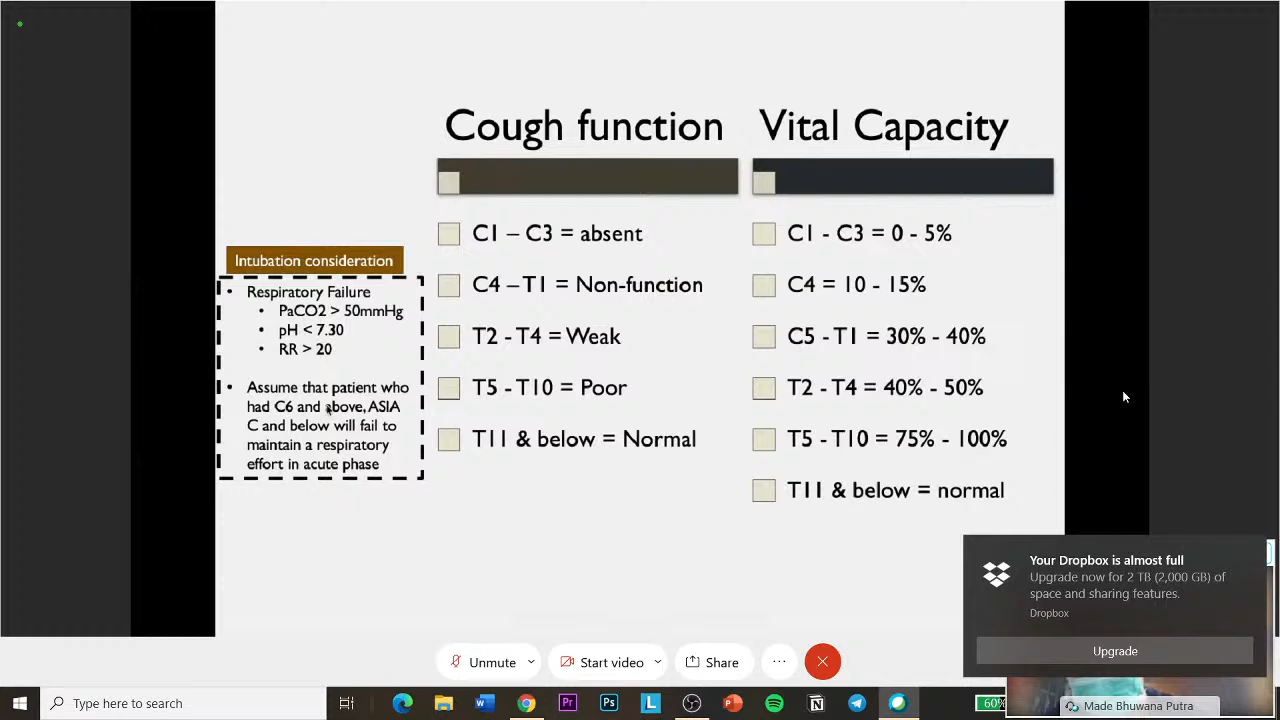 Cough function
Vital Capacity
Intubation consideration
• Respiratory Failure
• PaCO2 > 50mmHg
• pH < 7.30
• RR > 20
• Assume that patient who
had C6 and above, ASIA
C and below will fail to
maintain a respiratory
effort in acute phase
C1 – C3 = absent
C4 – T1 = Non-function
T2 - T4 = Weak
T5 - T10 = Poor
T11 & below = Normal
C1 - C3 = 0 - 5%
C4 = 10 - 15%
C5 - T1 = 30% - 40%
T2 - T4 = 40% - 50%
T5 - T10 = 75% - 100%
T11 & below = normal
Your Dropbox is almost full
Upgrade now for 2 TB (2,000 GB) of
space and sharing features.
Dropbox
Upgrade
Unmute
Start video
Share
Type here to search
Pr
Ps
L
60%
Made Bhuwana Putra